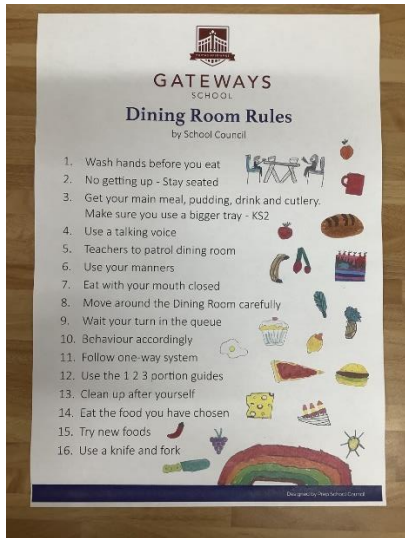 GATEWAYS
SCHOOL
Dining Room Rules
by School Council
1. Wash hands before you eat
2. No getting up - Stay seated
3. Get your main meal, pudding, drink and cutlery.
Make sure you use a bigger tray - KS2
4. Use a talking voice
5. Teachers to patrol dining room
6. Use your manners
7. Eat with your mouth closed
8. Move around the Dining Room carefully
9. Wait your turn in the queue
10. Behaviour accordingly
11. Follow one-way system
12. Use the 1 2 3 portion guides
13. Clean up after yourself
14. Eat the food you have chosen
15. Try new foods
16. Use a knife and fork
Designed by Prep School Council